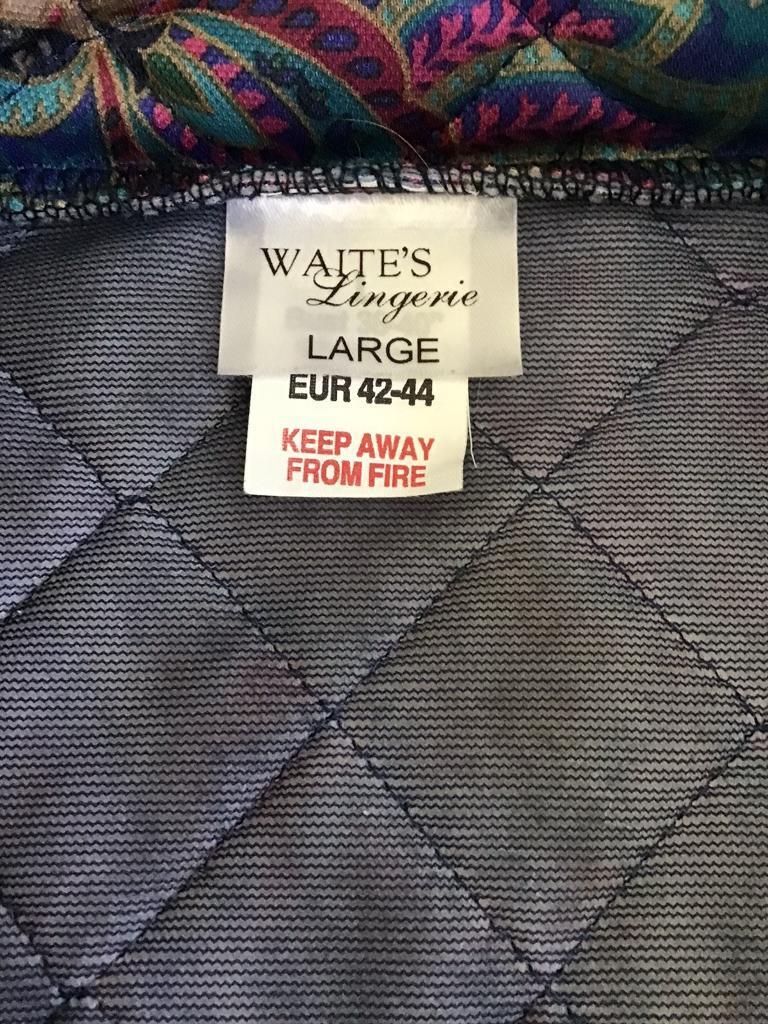 WAITE'S
Lingerie
LARGE
EUR 42-44
KEEP AWAY
FROM FIRE